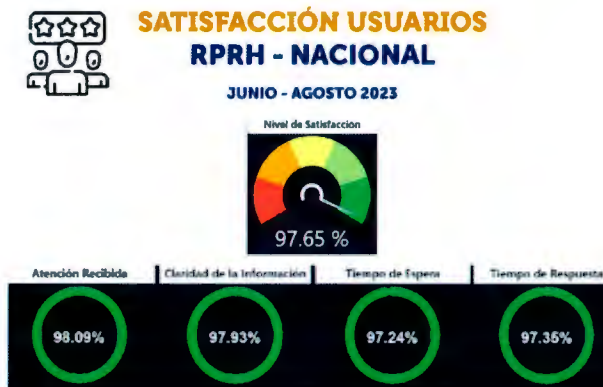 SATISFACCIÓN USUARIOS
RPRH - NACIONAL
JUNIO - AGOSTO 2023
Nivel de Satisfacción
97.65 %
Atención Recibida
Claridad de la Información
Tiempo de Espera
Tiempo de Respuesta
98.09%
97.93%
97.24%
97.35%